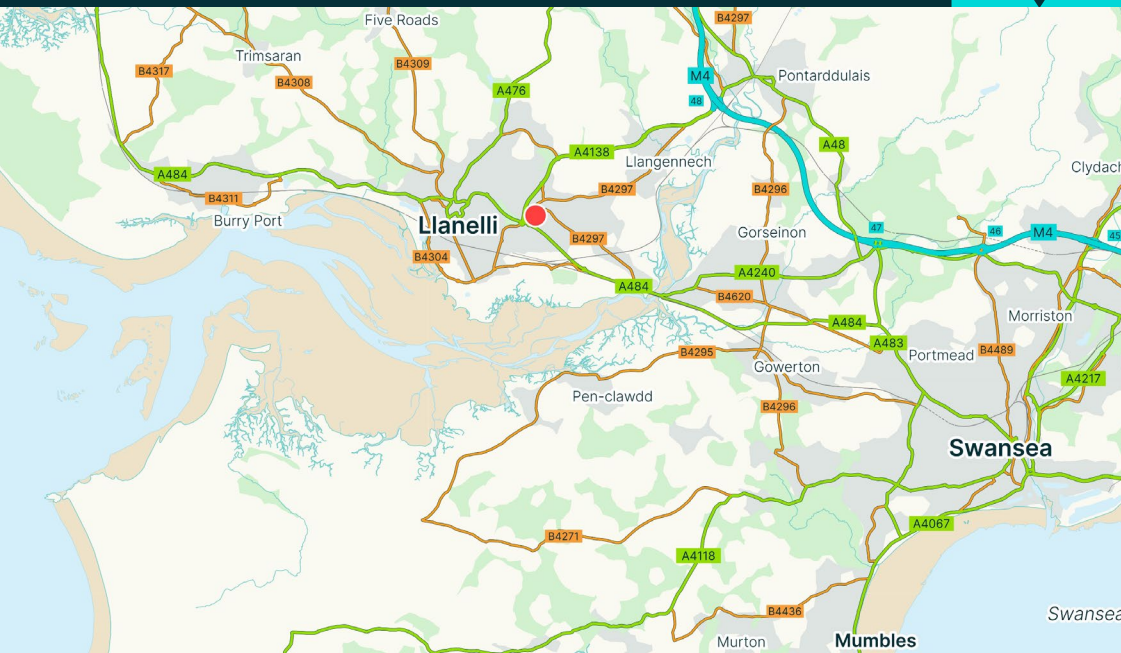 Five Roads
B4297
Trimsaran
B4309
B4317
M4
Pontarddulais
B4308
A476
48
A48
A4138
Llangennech
Clydach
A484
B4297
B4296
B4311
Burry Port
Llanelli
47
46
M4
45
Gorseinon
B4297
B4304
A4240
A484
B4620
Morriston
A484
A483
B4295
Portmead
B4489
Gowerton
A4217
Pen-clawdd
B4296
Swansea
A4067
B4271
A4118
B4436
Swansea
Murton
Mumbles